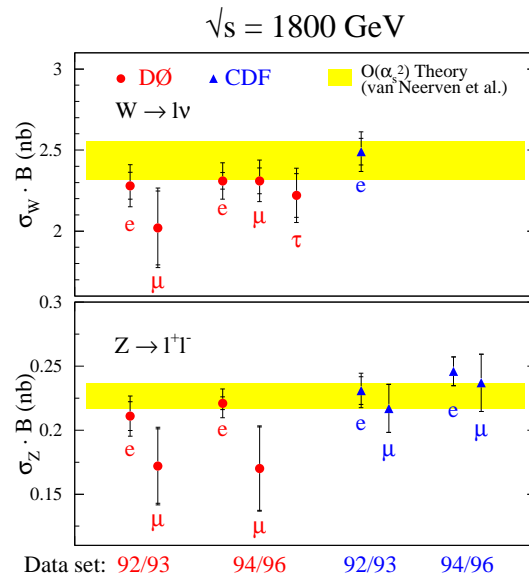 √s = 1800 GeV
DØ CDF O(αs²) Theory
(van Neerven et al.)
W → lν
3
2.5
2
σW · B (nb)
e μ e μ τ e
0.3
0.25
0.2
0.15
σZ · B (nb)
Z → l⁺l⁻
e μ e μ e μ e μ
Data set: 92/93 94/96 92/93 94/96